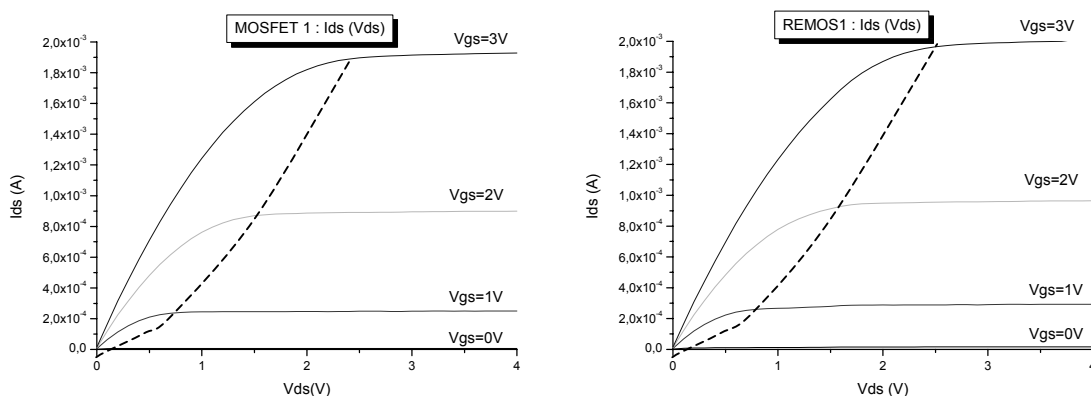 MOSFET 1 : Ids (Vds)
Vgs=3V
2,0x10⁻³
1,8x10⁻³
1,6x10⁻³
1,4x10⁻³
1,2x10⁻³
1,0x10⁻³
8,0x10⁻⁴
6,0x10⁻⁴
4,0x10⁻⁴
2,0x10⁻⁴
0,0
Ids (A)
Vgs=2V
Vgs=1V
Vgs=0V
0 1 2 3 4
Vds(V)
REMOS1 : Ids (Vds)
Vgs=3V
2,0x10⁻³
1,8x10⁻³
1,6x10⁻³
1,4x10⁻³
1,2x10⁻³
1,0x10⁻³
8,0x10⁻⁴
6,0x10⁻⁴
4,0x10⁻⁴
2,0x10⁻⁴
0,0
Ids (A)
Vgs=2V
Vgs=1V
Vgs=0V
0 1 2 3 4
Vds (V)